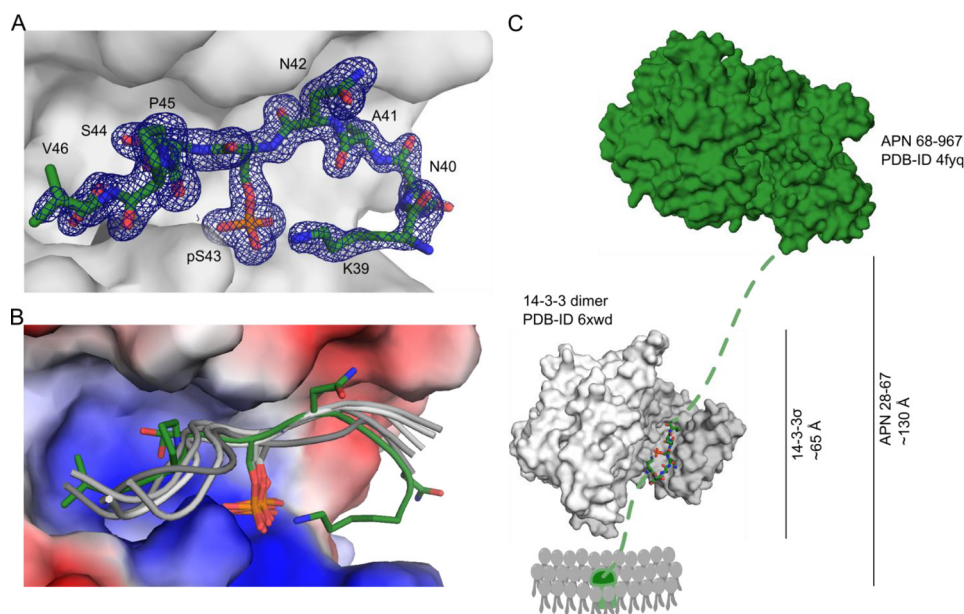 A
N42
P45
A41
S44
V46
N40
pS43
K39
B
C
APN 68-967
PDB-ID 4fyq
14-3-3 dimer
PDB-ID 6xwd
14-3-3σ
~65 Å
APN 28-67
~130 Å